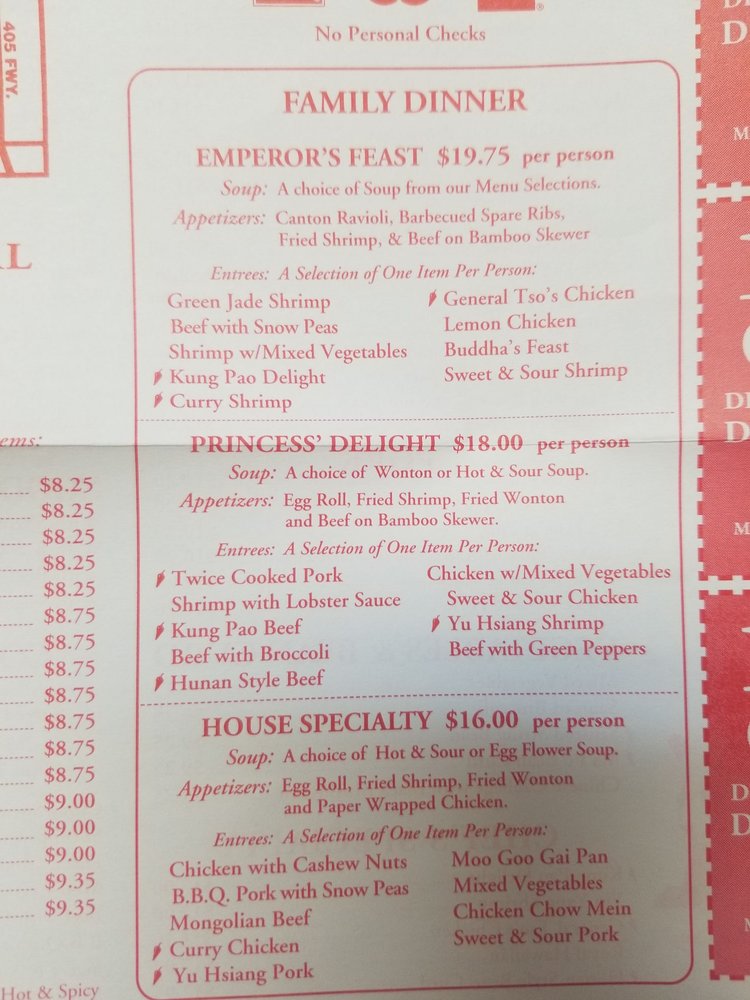 405 FWY.
No Personal Checks
FAMILY DINNER
EMPEROR'S FEAST $19.75 per person
Soup: A choice of Soup from our Menu Selections.
Appetizers: Canton Ravioli, Barbecued Spare Ribs,
Fried Shrimp, & Beef on Bamboo Skewer
Entrees: A Selection of One Item Per Person:
Green Jade Shrimp
Beef with Snow Peas
Shrimp w/Mixed Vegetables
Kung Pao Delight
Curry Shrimp
General Tso's Chicken
Lemon Chicken
Buddha's Feast
Sweet & Sour Shrimp
PRINCESS' DELIGHT $18.00 per person
Soup: A choice of Wonton or Hot & Sour Soup.
Appetizers: Egg Roll, Fried Shrimp, Fried Wonton
and Beef on Bamboo Skewer.
Entrees: A Selection of One Item Per Person:
Twice Cooked Pork
Shrimp with Lobster Sauce
Kung Pao Beef
Beef with Broccoli
Hunan Style Beef
Chicken w/Mixed Vegetables
Sweet & Sour Chicken
Yu Hsiang Shrimp
Beef with Green Peppers
HOUSE SPECIALTY $16.00 per person
Soup: A choice of Hot & Sour or Egg Flower Soup.
Appetizers: Egg Roll, Fried Shrimp, Fried Wonton
and Paper Wrapped Chicken.
Entrees: A Selection of One Item Per Person:
Chicken with Cashew Nuts
B.B.Q. Pork with Snow Peas
Mongolian Beef
Curry Chicken
Yu Hsiang Pork
Moo Goo Gai Pan
Mixed Vegetables
Chicken Chow Mein
Sweet & Sour Pork
ems:
$8.25
$8.25
$8.25
$8.25
$8.25
$8.75
$8.75
$8.75
$8.75
$8.75
$8.75
$8.75
$9.00
$9.00
$9.00
$9.35
$9.35
Hot & Spicy